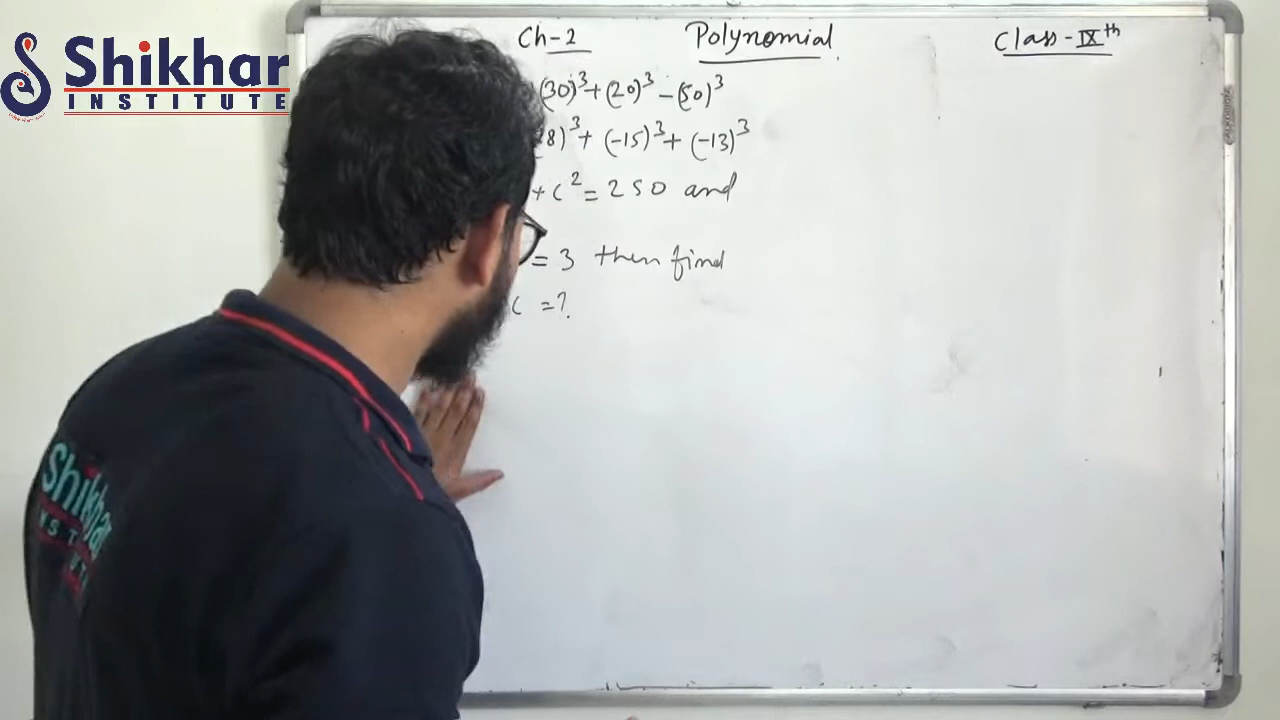 Shikhar
INSTITUTE
Ch-2 Polynomial Class-IXth
(30)³+(20)³-(50)³
8)³+(-15)³+(-13)³
+c²=250 and
=3 then find
c =?
Shikhar